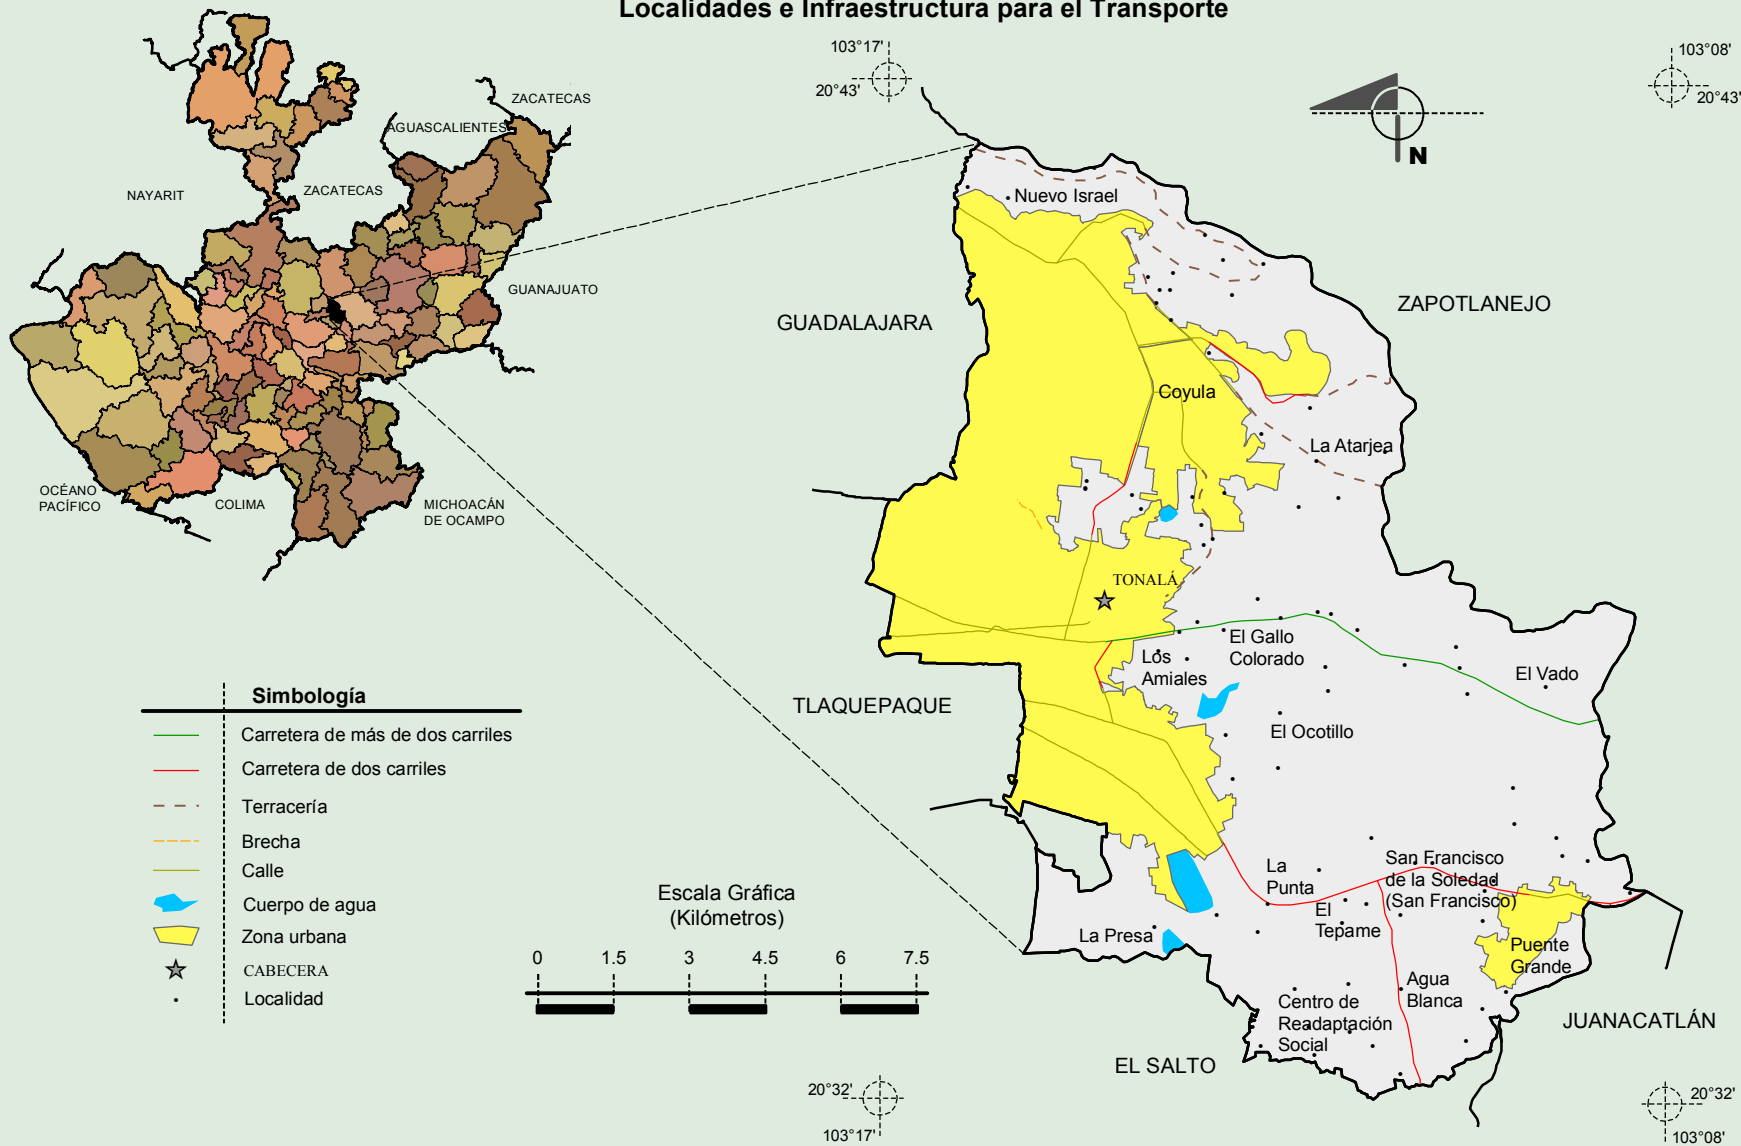 Localidades e Infraestructura para el Transporte
103°17'
20°43'
103°08'
20°43'
N
ZACATECAS
AGUASCALIENTES
NAYARIT
ZACATECAS
GUANAJUATO
OCÉANO
PACÍFICO
COLIMA
MICHOACÁN
DE OCAMPO
Nuevo Israel
ZAPOTLANEJO
GUADALAJARA
Coyula
La Atarjea
TONALÁ
El Gallo
Colorado
Los
Amiales
El Vado
TLAQUEPAQUE
El Ocotillo
La
Punta
San Francisco
de la Soledad
(San Francisco)
El
Tepame
La Presa
Puente
Grande
Agua
Blanca
Centro de
Readaptación
Social
JUANACATLÁN
EL SALTO
Simbología
Carretera de más de dos carriles
Carretera de dos carriles
Terracería
Brecha
Calle
Cuerpo de agua
Zona urbana
CABECERA
Localidad
Escala Gráfica
(Kilómetros)
0 1.5 3 4.5 6 7.5
20°32'
103°17'
20°32'
103°08'